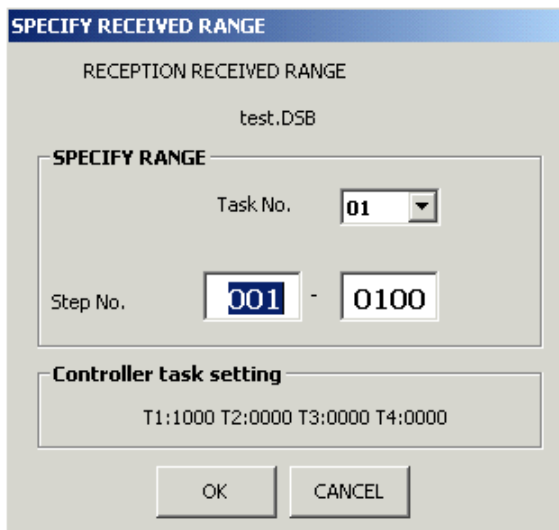 SPECIFY RECEIVED RANGE
RECEPTION RECEIVED RANGE
test.DSB
SPECIFY RANGE
Task No. 01
Step No. 001 - 0100
Controller task setting
T1:1000 T2:0000 T3:0000 T4:0000
OK CANCEL